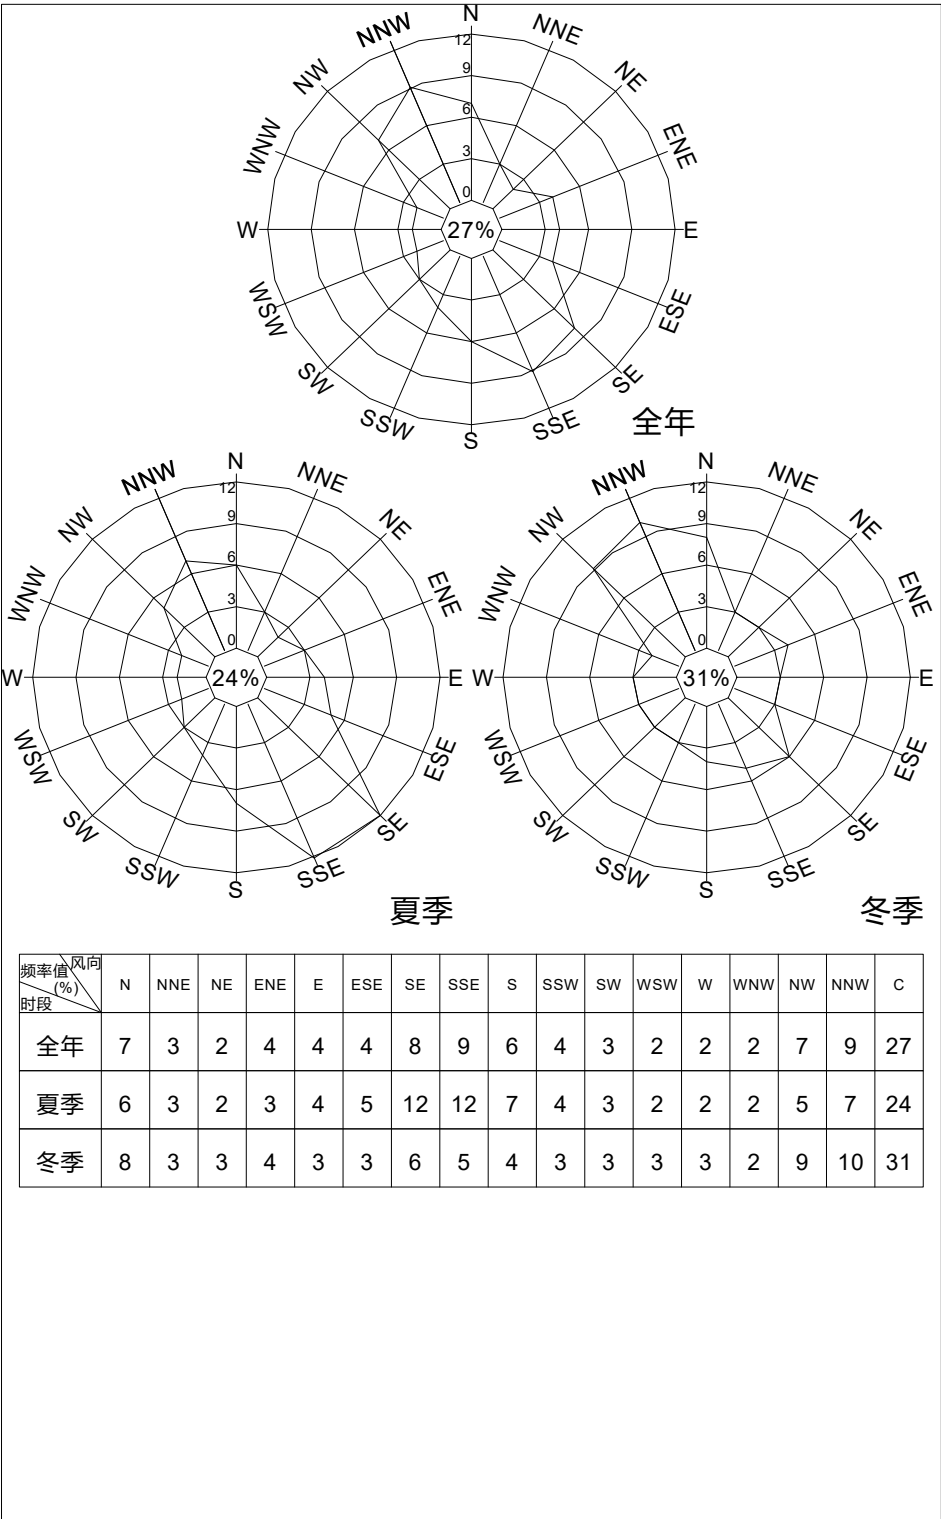 N
NNW
NNE
NW
NE
WNW
ENE
12
9
6
3
0
W
27%
E
WSW
ESE
SW
SE
SSW
SSE
S
全年
N
NNW
NNE
NW
NE
WNW
ENE
12
9
6
3
0
W
24%
E
WSW
ESE
SW
SE
SSW
SSE
S
夏季
N
NNW
NNE
NW
NE
WNW
ENE
12
9
6
3
0
W
31%
E
WSW
ESE
SW
SE
SSW
SSE
S
冬季
频率值(%) 风向 时段 N NNE NE ENE E ESE SE SSE S SSW SW WSW W WNW NW NNW C
全年 7 3 2 4 4 4 8 9 6 4 3 2 2 2 7 9 27
夏季 6 3 2 3 4 5 12 12 7 4 3 2 2 2 5 7 24
冬季 8 3 3 4 3 3 6 5 4 3 3 3 3 2 9 10 31